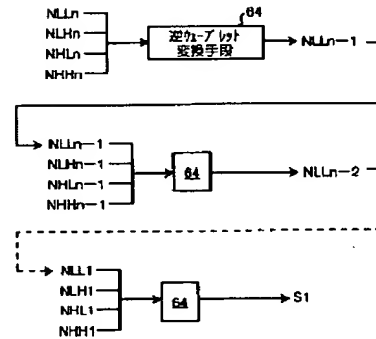 NLLn
NLHn
NHLn
NHHn
64
逆ウェーブレット
変換手段
NLLn-1
NLLn-1
NLHn-1
NHLn-1
NHHn-1
64
NLLn-2
NLL1
NLH1
NHL1
NHH1
64
S1